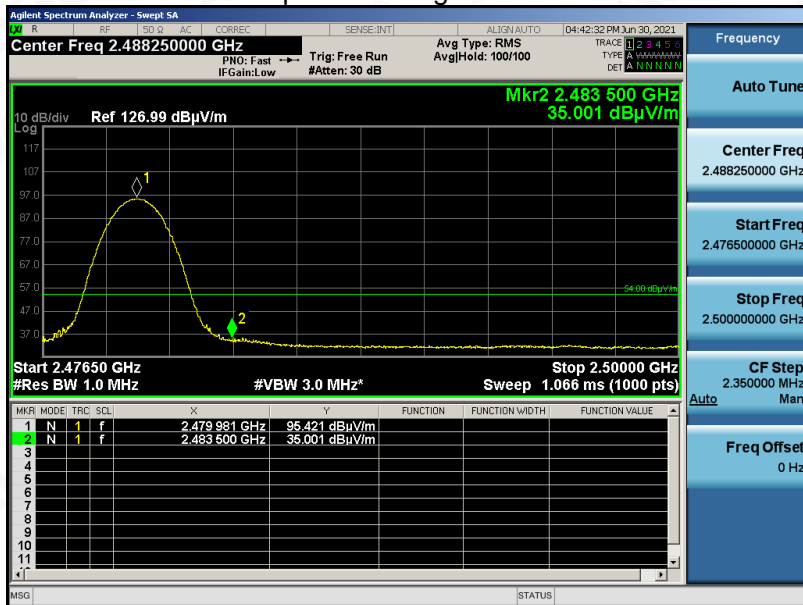 Agilent Spectrum Analyzer - Swept SA
LXI R RF 50 Ω AC CORREC SENSE:INT ALIGN AUTO 04:42:32 PM Jun 30, 2021
Center Freq 2.488250000 GHz
PNO: Fast
IFGain:Low
Trig: Free Run
#Atten: 30 dB
Avg Type: RMS
Avg|Hold: 100/100
TRACE 1 2 3 4 5 6
TYPE A
DET A N N N N N
Mkr2 2.483 500 GHz
35.001 dBµV/m
10 dB/div Ref 126.99 dBµV/m
Log
117
107
97.0
87.0
77.0
67.0
57.0
47.0
37.0
1
2
54.00 dBµV/m
Start 2.47650 GHz Stop 2.50000 GHz
#Res BW 1.0 MHz #VBW 3.0 MHz* Sweep 1.066 ms (1000 pts)
MKR MODE TRC SCL X Y FUNCTION FUNCTION WIDTH FUNCTION VALUE
1 N 1 f 2.479 981 GHz 95.421 dBµV/m
2 N 1 f 2.483 500 GHz 35.001 dBµV/m
3
4
5
6
7
8
9
10
11
MSG STATUS
Frequency
Auto Tune
Center Freq
2.488250000 GHz
Start Freq
2.476500000 GHz
Stop Freq
2.500000000 GHz
CF Step
2.350000 MHz
Auto Man
Freq Offset
0 Hz